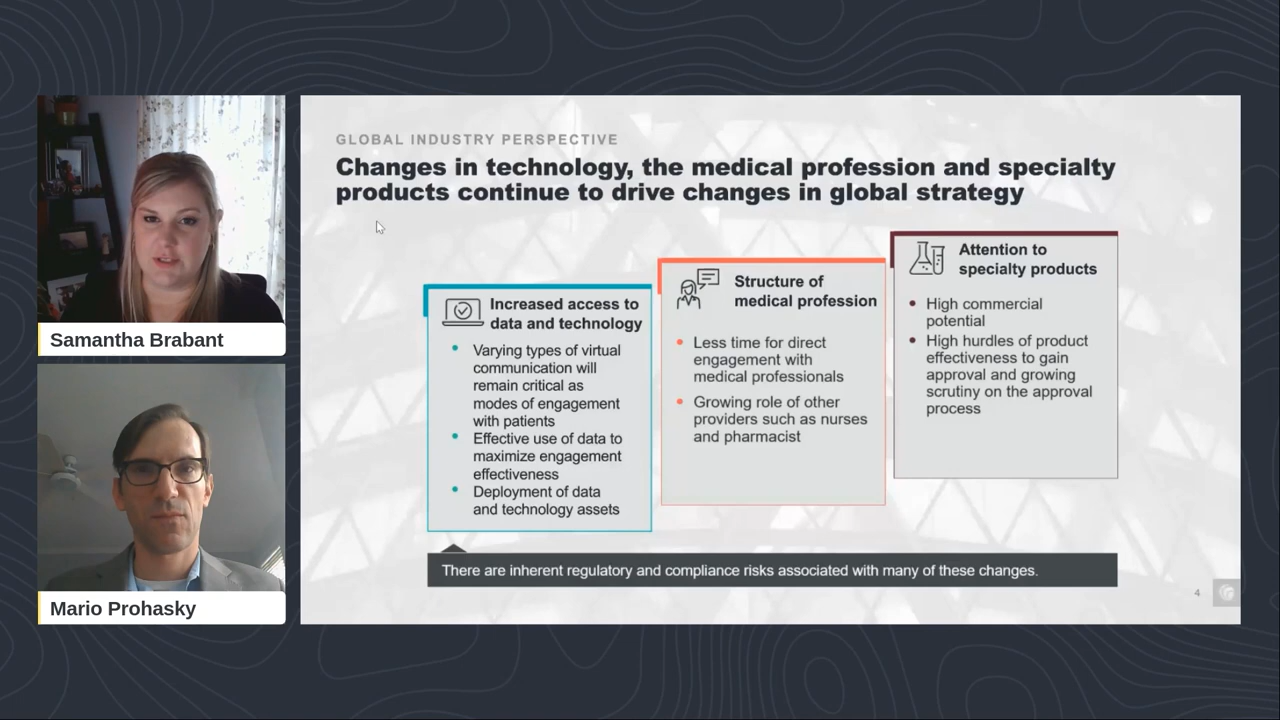 Samantha Brabant
Mario Prohasky
GLOBAL INDUSTRY PERSPECTIVE
Changes in technology, the medical profession and specialty
products continue to drive changes in global strategy
Increased access to
data and technology
Varying types of virtual
communication will
remain critical as
modes of engagement
with patients
Effective use of data to
maximize engagement
effectiveness
Deployment of data
and technology assets
Structure of
medical profession
Less time for direct
engagement with
medical professionals
Growing role of other
providers such as nurses
and pharmacist
Attention to
specialty products
High commercial
potential
High hurdles of product
effectiveness to gain
approval and growing
scrutiny on the approval
process
There are inherent regulatory and compliance risks associated with many of these changes.
4